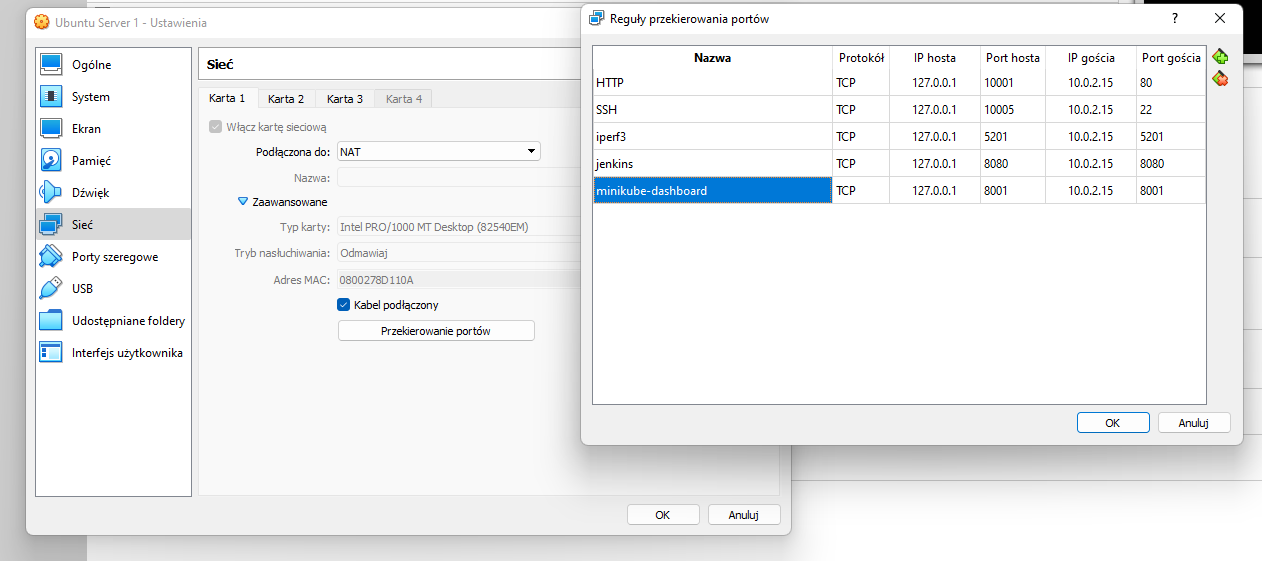 Ubuntu Server 1 - Ustawienia
Ogólne
System
Ekran
Pamięć
Dźwięk
Sieć
Porty szeregowe
USB
Udostępniane foldery
Interfejs użytkownika
Sieć
Karta 1 Karta 2 Karta 3 Karta 4
Włącz kartę sieciową
Podłączona do: NAT
Nazwa:
Zaawansowane
Typ karty: Intel PRO/1000 MT Desktop (82540EM)
Tryb nasłuchiwania: Odmawiaj
Adres MAC: 0800278D110A
Kabel podłączony
Przekierowanie portów
OK Anuluj
Reguły przekierowania portów ?
Nazwa Protokół IP hosta Port hosta IP gościa Port gościa
HTTP TCP 127.0.0.1 10001 10.0.2.15 80
SSH TCP 127.0.0.1 10005 10.0.2.15 22
iperf3 TCP 127.0.0.1 5201 10.0.2.15 5201
jenkins TCP 127.0.0.1 8080 10.0.2.15 8080
minikube-dashboard TCP 127.0.0.1 8001 10.0.2.15 8001
OK Anuluj